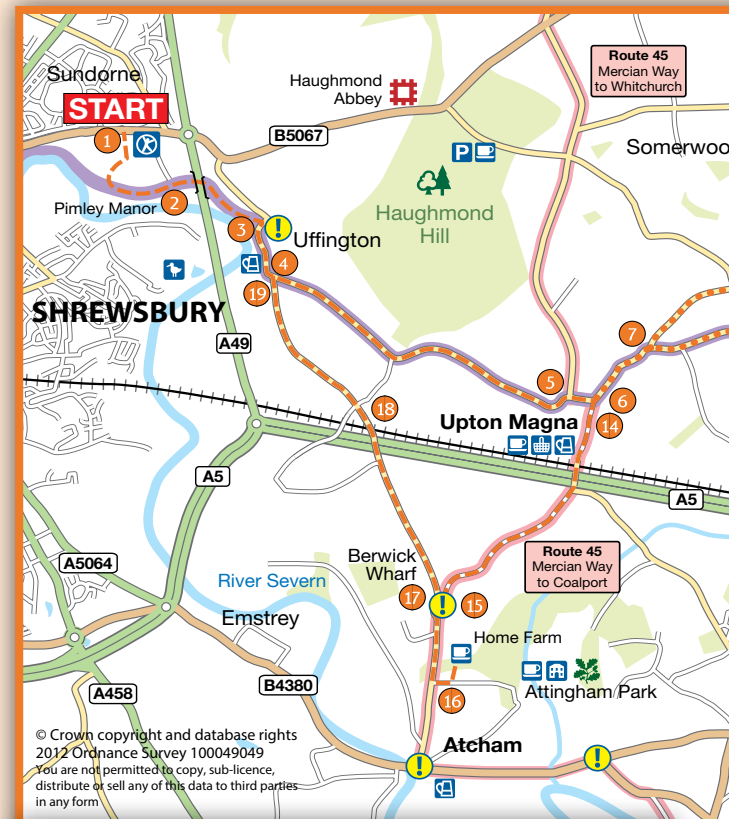 Sundorne
START
1
Haughmond
Abbey
Route 45
Mercian Way
to Whitchurch
B5067
Somerwoo
P
Pimley Manor
2
Haughmond
Hill
3
!
Uffington
4
19
SHREWSBURY
7
A49
5
6
18
Upton Magna
14
A5
A5
Route 45
Mercian Way
to Coalport
A5064
Berwick
Wharf
River Severn
17
!
15
Emstrey
Home Farm
B4380
16
A458
Attingham Park
© Crown copyright and database rights
2012 Ordnance Survey 100049049
You are not permitted to copy, sub-licence,
distribute or sell any of this data to third parties
in any form
Atcham
!
!